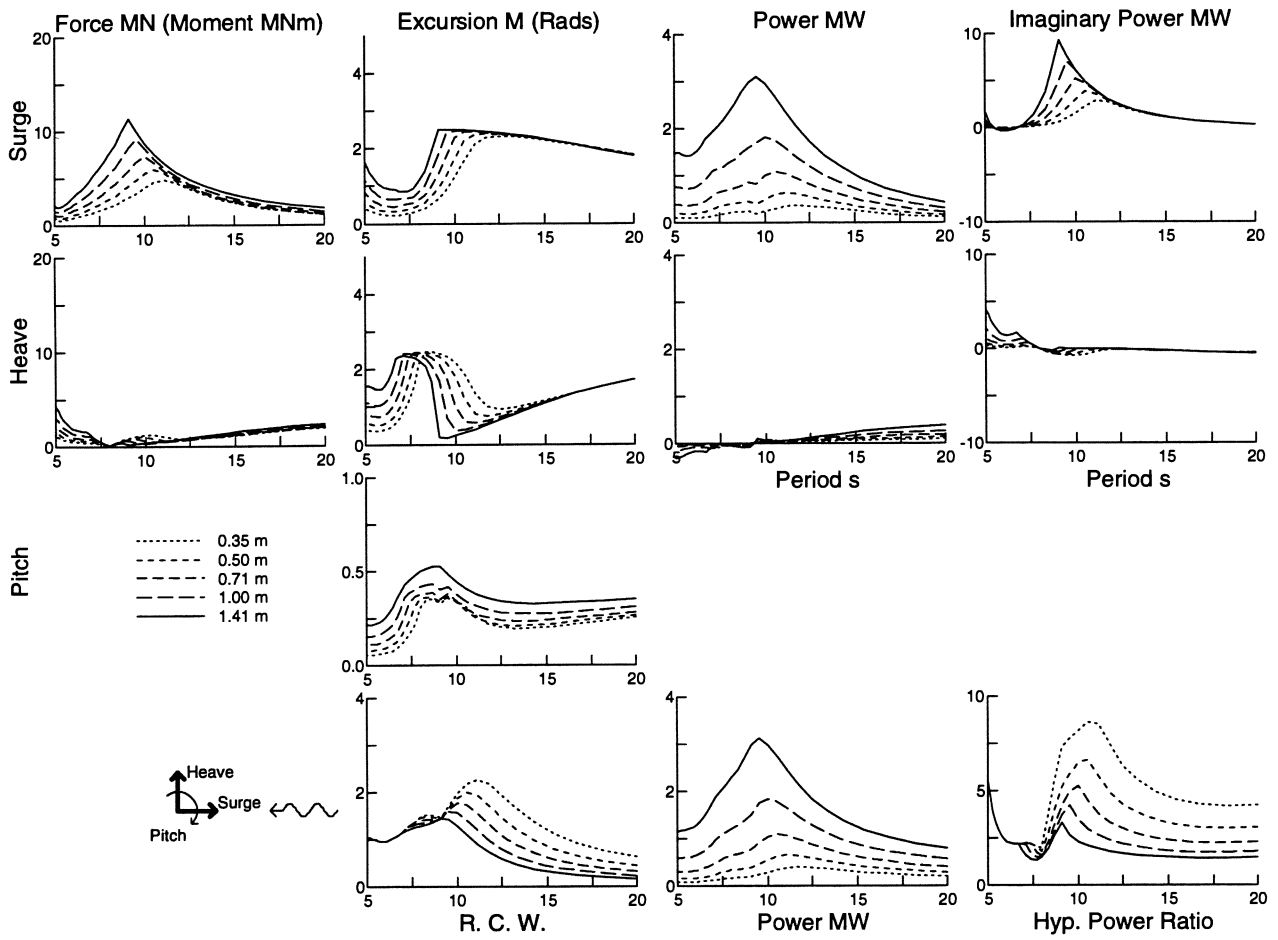 Force MN (Moment MNm) Excursion M (Rads) Power MW Imaginary Power MW
Surge
20
10
0
5 10 15 20
4
2
0
5 10 15 20
4
2
0
5 10 15 20
10
0
-10
5 10 15 20
Heave
20
10
0
5 10 15 20
4
2
0
5 10 15 20
4
2
0
5 10 15 20
Period s
10
0
-10
5 10 15 20
Period s
Pitch
0.35 m
0.50 m
0.71 m
1.00 m
1.41 m
1.0
0.5
0.0
5 10 15 20
Heave
Surge
Pitch
4
2
0
5 10 15 20
R. C. W.
4
2
0
5 10 15 20
Power MW
10
5
0
5 10 15 20
Hyp. Power Ratio